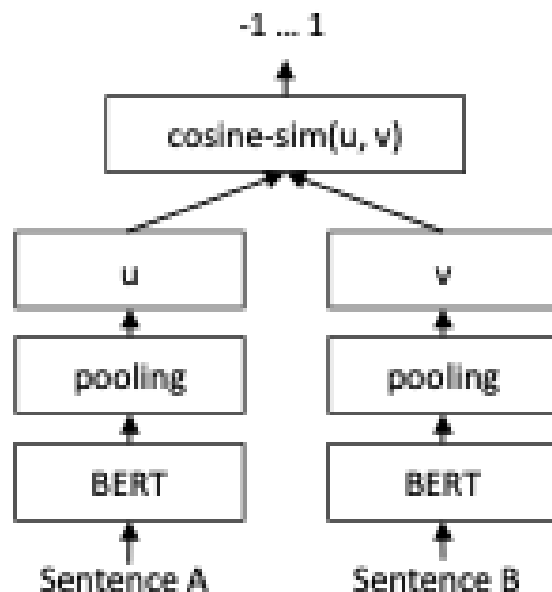 -1 ... 1
cosine-sim(u, v)
u
v
pooling
pooling
BERT
BERT
Sentence A
Sentence B